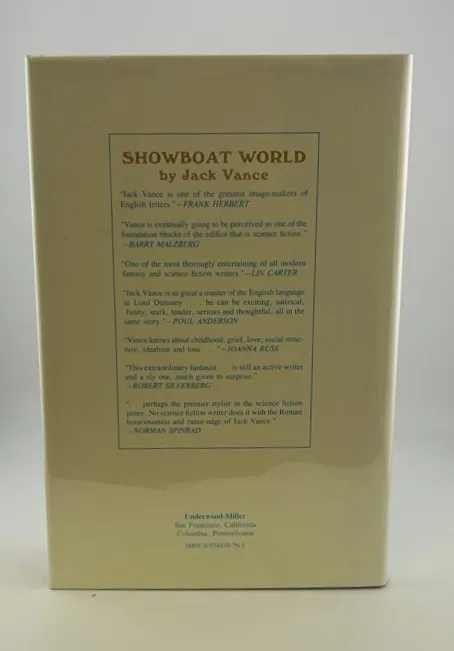 SHOWBOAT WORLD
by Jack Vance
"Jack Vance is one of the greatest image-makers of
English letters."—FRANK HERBERT
"Vance is eventually going to be perceived as one of the
foundation blocks of the edifice that is science fiction."
—BARRY MALZBERG
"One of the most thorougly entertaining of all modern
fantasy and science fiction writers."—LIN CARTER
"Jack Vance is as great a master of the English language
as Lord Dunsany . . . he can be exciting, satirical,
funny, stark, tender, serious and thoughtful, all in the
same story."—POUL ANDERSON
"Vance knows about childhood, grief, love, social struc-
ture, idealism and loss . . ."—JOANNA RUSS
"This extraordinary fantasist . . . is still an active writer
and a sly one, much given to surprise."
—ROBERT SILVERBERG
". . . perhaps the premier stylist in the science fiction
genre. No science fiction writer does it with the Roman
luxuriousness and razor-edge of Jack Vance."
—NORMAN SPINRAD
Underwood-Miller
San Francisco, California
Columbia, Pennsylvania
ISBN